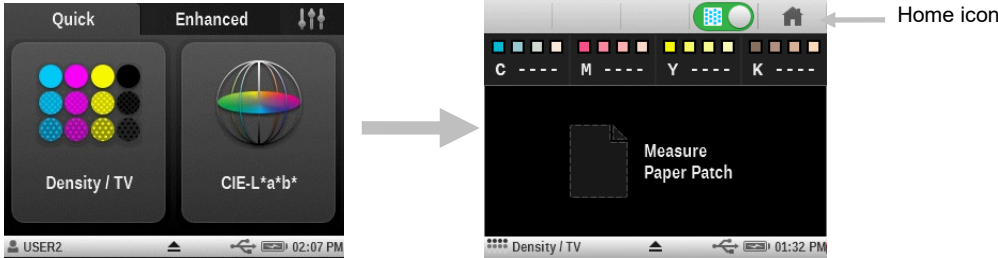 Quick Enhanced
Density / TV CIE-L*a*b*
USER2 02:07 PM
Home icon
C ---- M ---- Y ---- K ----
Measure
Paper Patch
Density / TV 01:32 PM